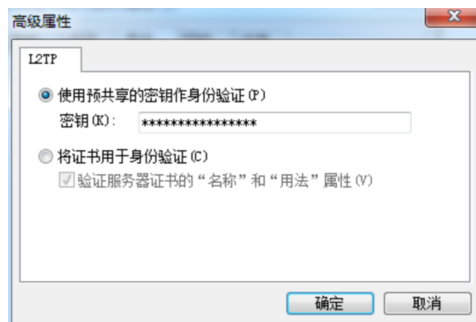 高级属性
L2TP
使用预共享的密钥作身份验证(P)
密钥(K): ****************
将证书用于身份验证(C)
验证服务器证书的“名称”和“用法”属性(V)
确定 取消